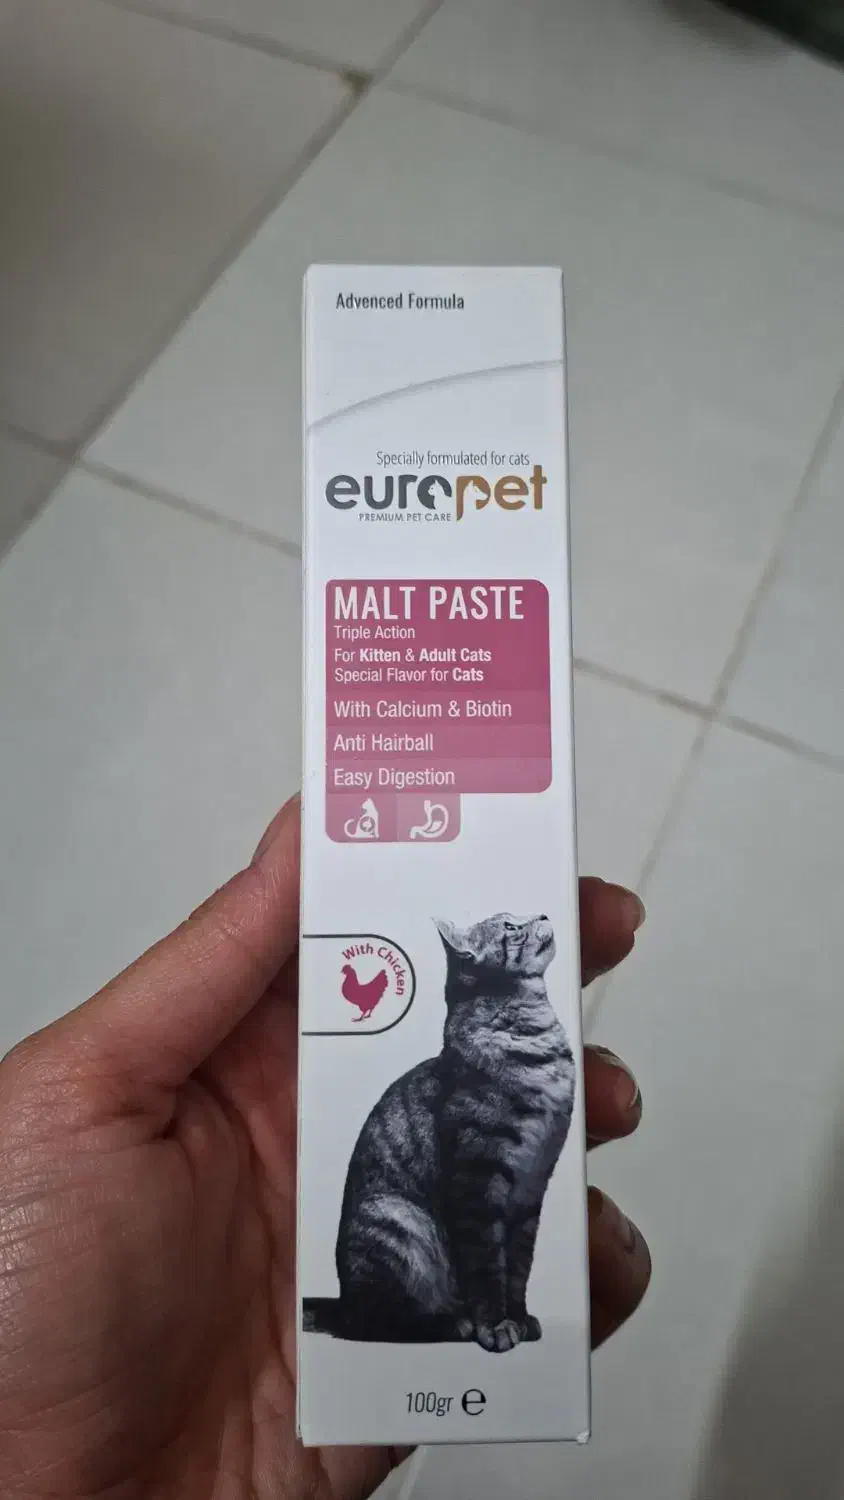 Advenced Formula
Specially formulated for cats
europet
PREMIUM PET CARE
MALT PASTE
Triple Action
For Kitten & Adult Cats
Special Flavor for Cats
With Calcium & Biotin
Anti Hairball
Easy Digestion
With Chicken
100gr e